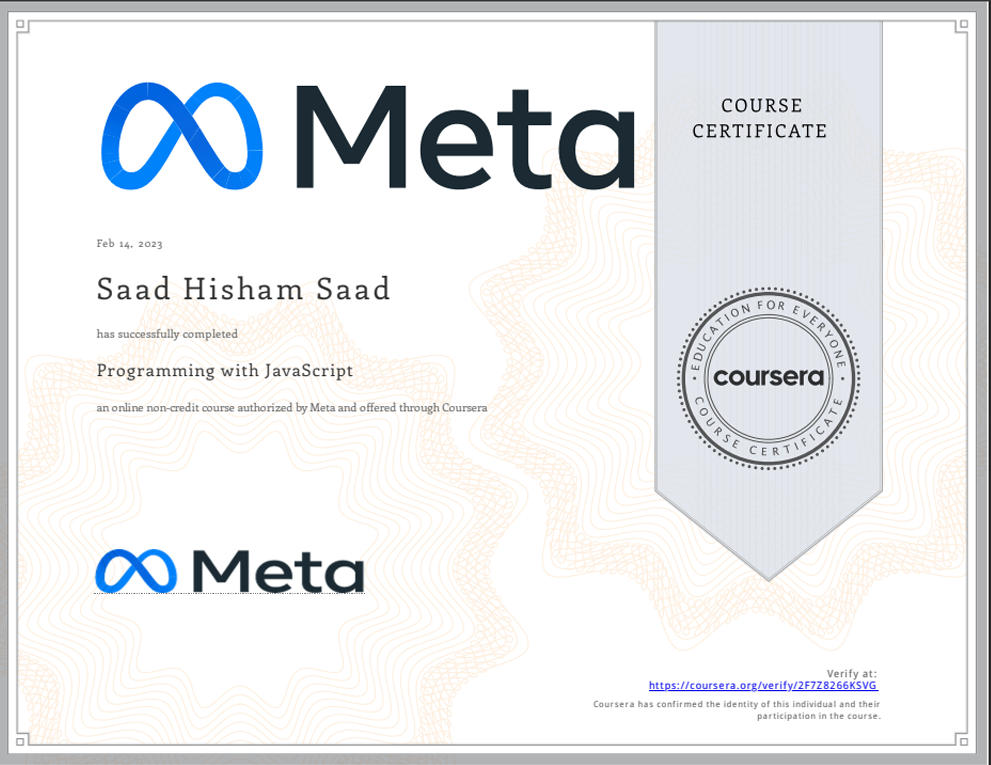 Meta
COURSE
CERTIFICATE
Feb 14, 2023
Saad Hisham Saad
has successfully completed
Programming with JavaScript
an online non-credit course authorized by Meta and offered through Coursera
EDUCATION FOR EVERYONE
coursera
COURSE CERTIFICATE
Meta
Verify at:
https://coursera.org/verify/2F7Z8266KSVG
Coursera has confirmed the identity of this individual and their
participation in the course.